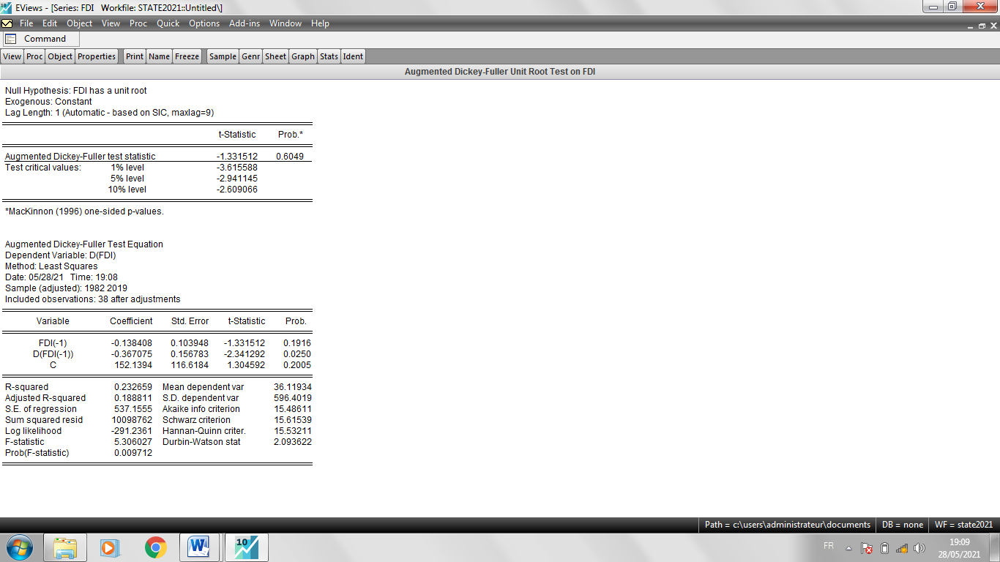 EViews - [Series: FDI Workfile: STATE2021::Untitled\]
File Edit Object View Proc Quick Options Add-ins Window Help
Command
View Proc Object Properties Print Name Freeze Sample Genr Sheet Graph Stats Ident
Augmented Dickey-Fuller Unit Root Test on FDI
Null Hypothesis: FDI has a unit root
Exogenous: Constant
Lag Length: 1 (Automatic - based on SIC, maxlag=9)
t-Statistic Prob.*
Augmented Dickey-Fuller test statistic -1.331512 0.6049
Test critical values: 1% level -3.615588
5% level -2.941145
10% level -2.609066
*MacKinnon (1996) one-sided p-values.
Augmented Dickey-Fuller Test Equation
Dependent Variable: D(FDI)
Method: Least Squares
Date: 05/28/21 Time: 19:08
Sample (adjusted): 1982 2019
Included observations: 38 after adjustments
Variable Coefficient Std. Error t-Statistic Prob.
FDI(-1) -0.138408 0.103948 -1.331512 0.1916
D(FDI(-1)) -0.367075 0.156783 -2.341292 0.0250
C 152.1394 116.6184 1.304592 0.2005
R-squared 0.232659 Mean dependent var 36.11934
Adjusted R-squared 0.188811 S.D. dependent var 596.4019
S.E. of regression 537.1555 Akaike info criterion 15.48611
Sum squared resid 10098762 Schwarz criterion 15.61539
Log likelihood -291.2361 Hannan-Quinn criter. 15.53211
F-statistic 5.306027 Durbin-Watson stat 2.093622
Prob(F-statistic) 0.009712
Path = c:\users\administrateur\documents DB = none WF = state2021
10
FR
19:09
28/05/2021